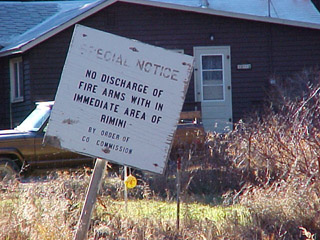 SPECIAL NOTICE
NO DISCHARGE OF
FIRE ARMS WITH IN
IMMEDIATE AREA OF
RIMINI -
BY ORDER OF
CO. COMMISSION